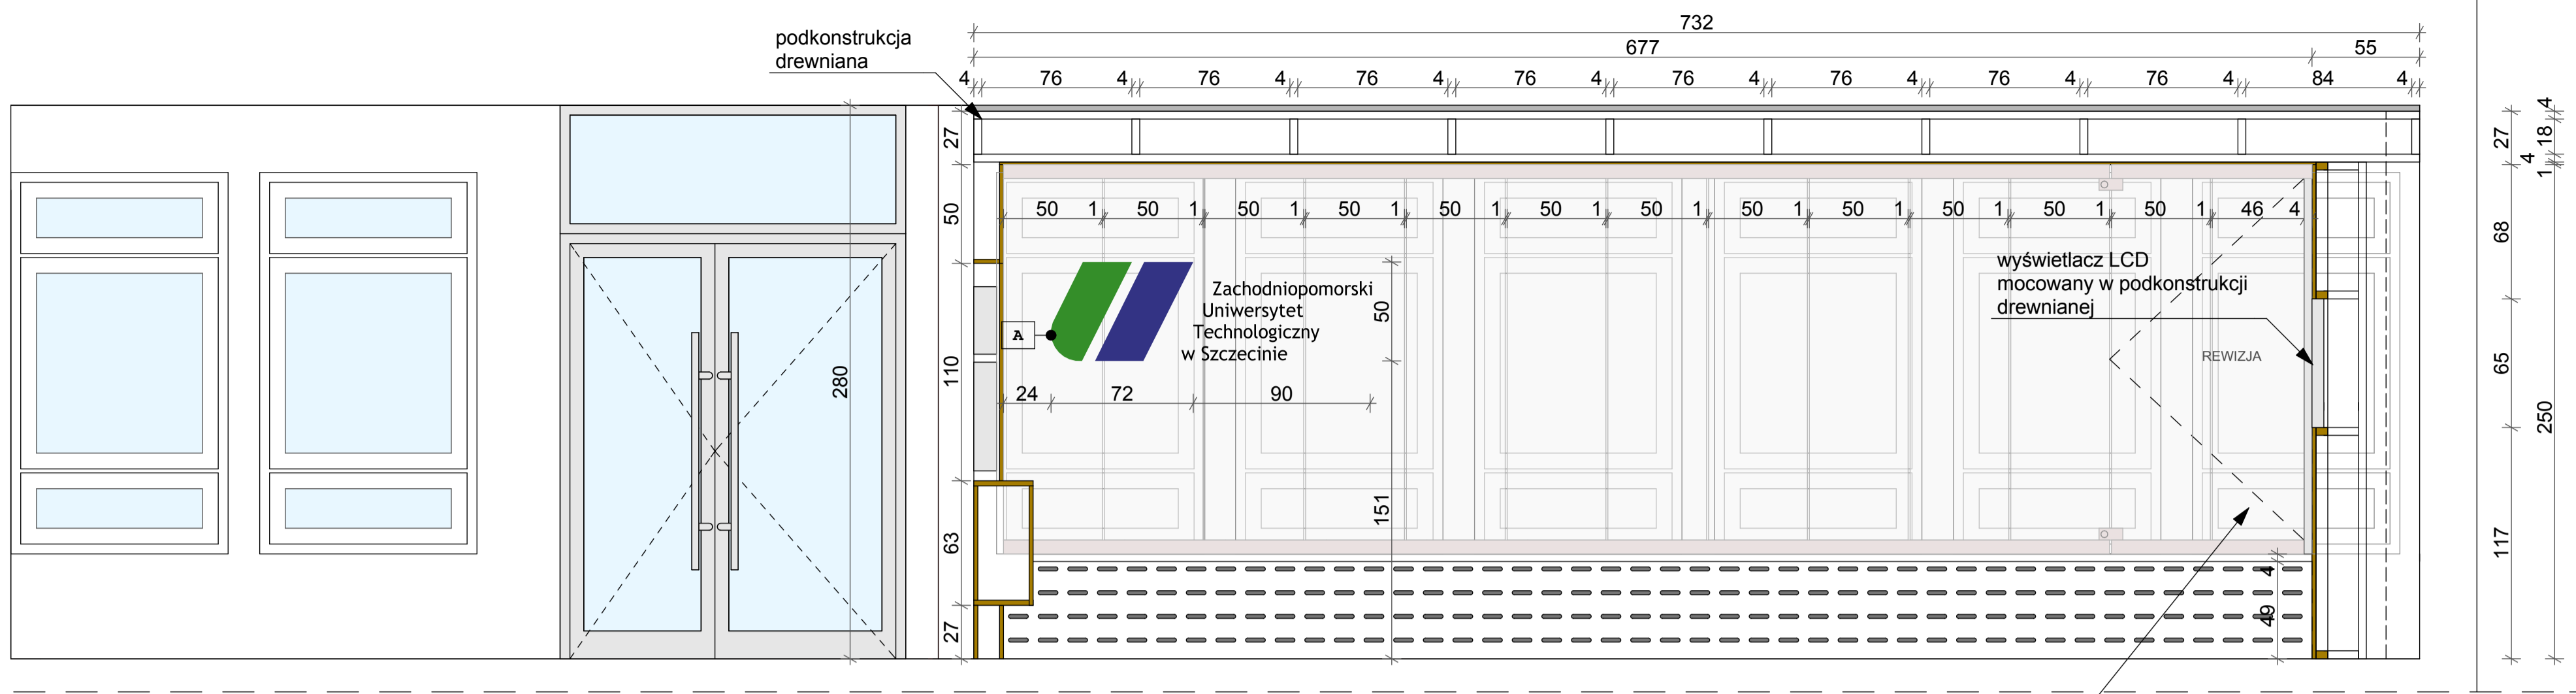 732
podkonstrukcja
drewniana
677
55
4 76 4 76 4 76 4 76 4 76 4 76 4 76 4 76 4 84 4
27
50
110
63
27
280
50 1 50 1 50 1 50 1 50 1 50 1 50 1 50 1 50 1 50 1 50 1 50 1 46 4
Zachodniopomorski
Uniwersytet
Technologiczny
w Szczecinie
A
24 72 90
50
151
wyświetlacz LCD
mocowany w podkonstrukcji
drewnianej
REWIZJA
4
49
27
68
65
117
4
18
4
1
250